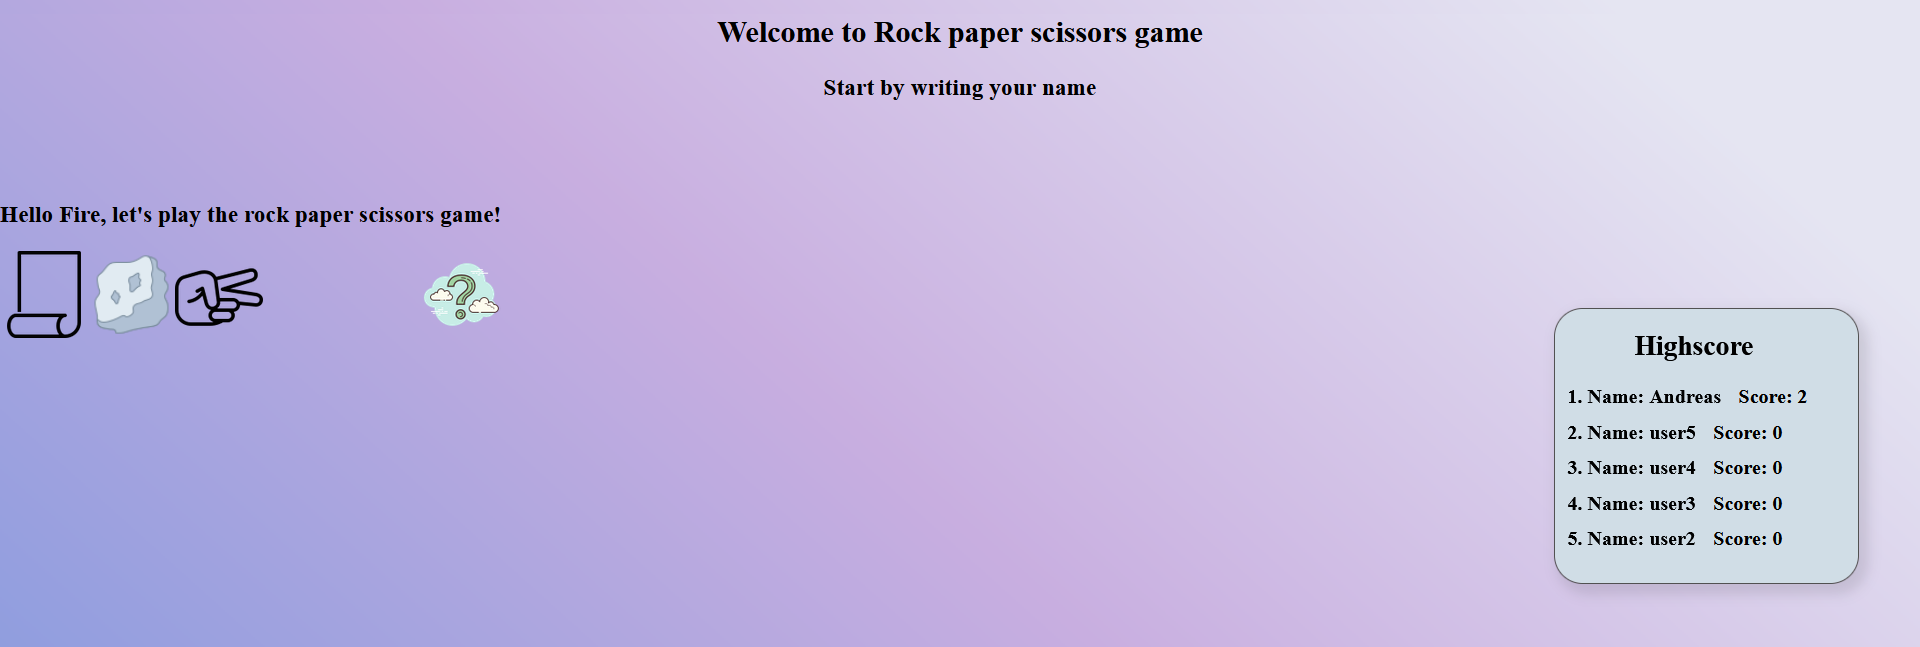 Welcome to Rock paper scissors game
Start by writing your name
Hello Fire, let's play the rock paper scissors game!
?
Highscore
1. Name: Andreas Score: 2
2. Name: user5 Score: 0
3. Name: user4 Score: 0
4. Name: user3 Score: 0
5. Name: user2 Score: 0